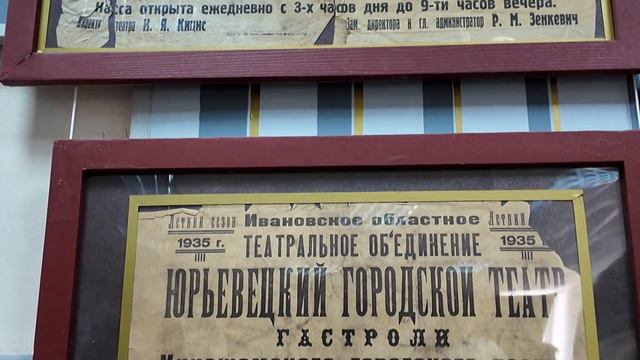 Касса открыта ежедневно с 3-х часов дня до 9-ти часов вечера.
театра И. Я. Кицис
Зам. директора и гл. администратор Р. М. Зенкевич
Летний сезон Ивановское областное Летний
1935 г. ТЕАТРАЛЬНОЕ ОБ'ЕДИНЕНИЕ 1935 г.
ЮРЬЕВЕЦКИЙ ГОРОДСКОЙ ТЕАТР
ГАСТРОЛИ